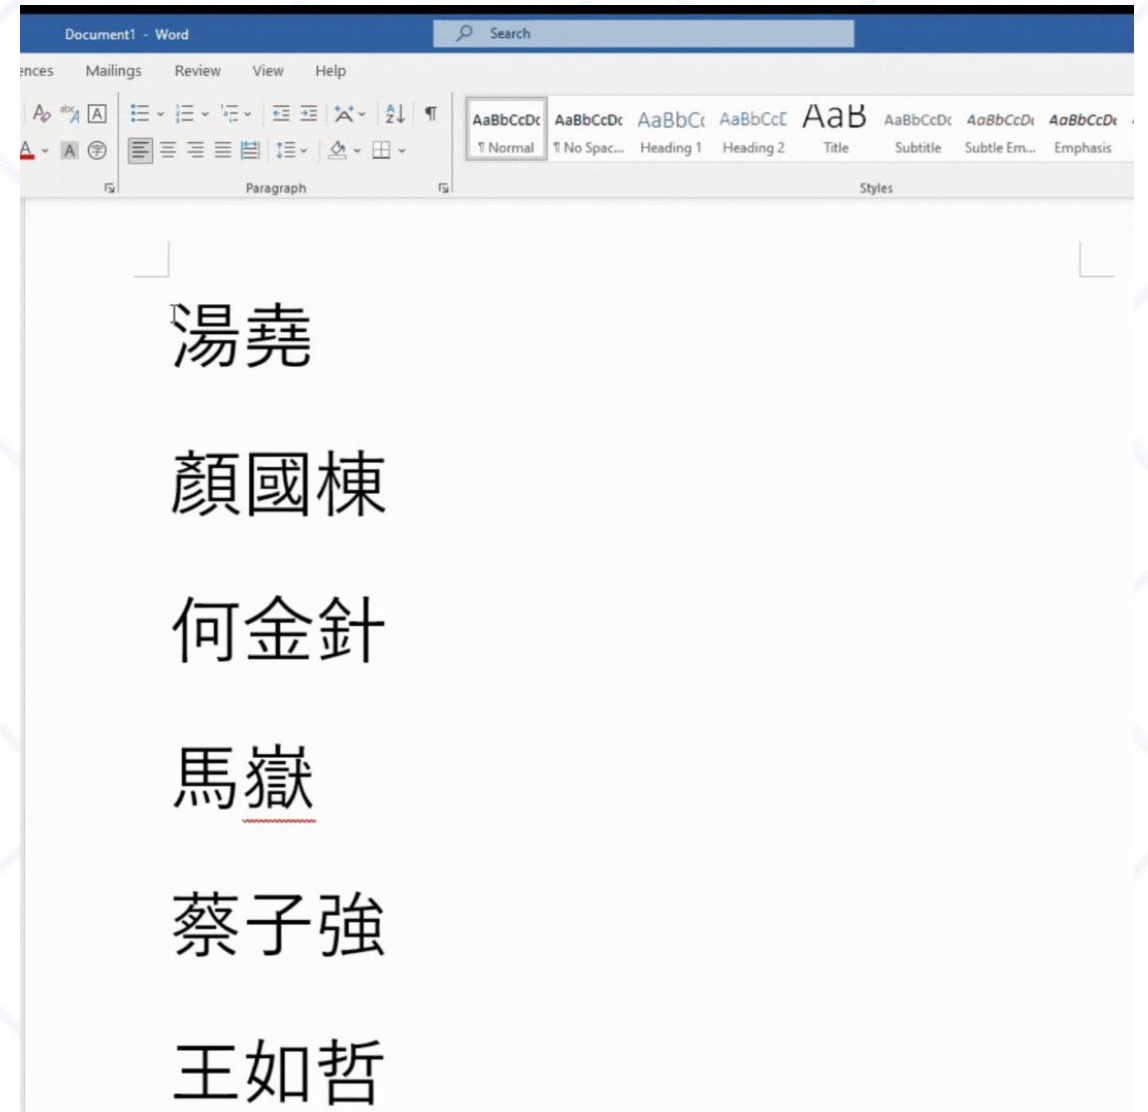 Document1 - Word
Search
ences Mailings Review View Help
AaBbCcDc AaBbCcDc AaBbCc AaBbCcD AaB AaBbCcDc AaBbCcDc AaBbCcDc
¶ Normal ¶ No Spac... Heading 1 Heading 2 Title Subtitle Subtle Em... Emphasis
Paragraph Styles
湯堯
顏國棟
何金針
馬嶽
蔡子強
王如哲